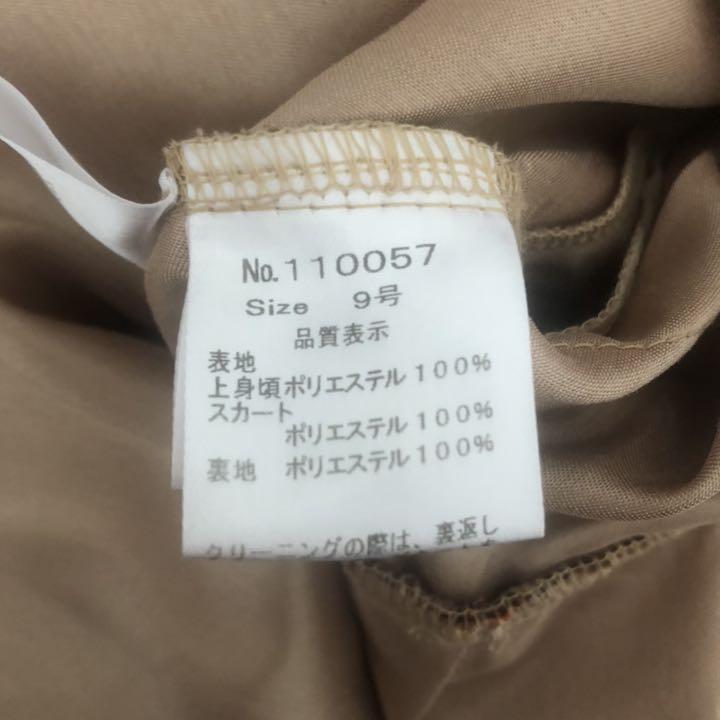 No.110057
Size 9号
品質表示
表地
上身頃ポリエステル100%
スカート
ポリエステル100%
裏地 ポリエステル100%
クリーニングの際は、裏返し